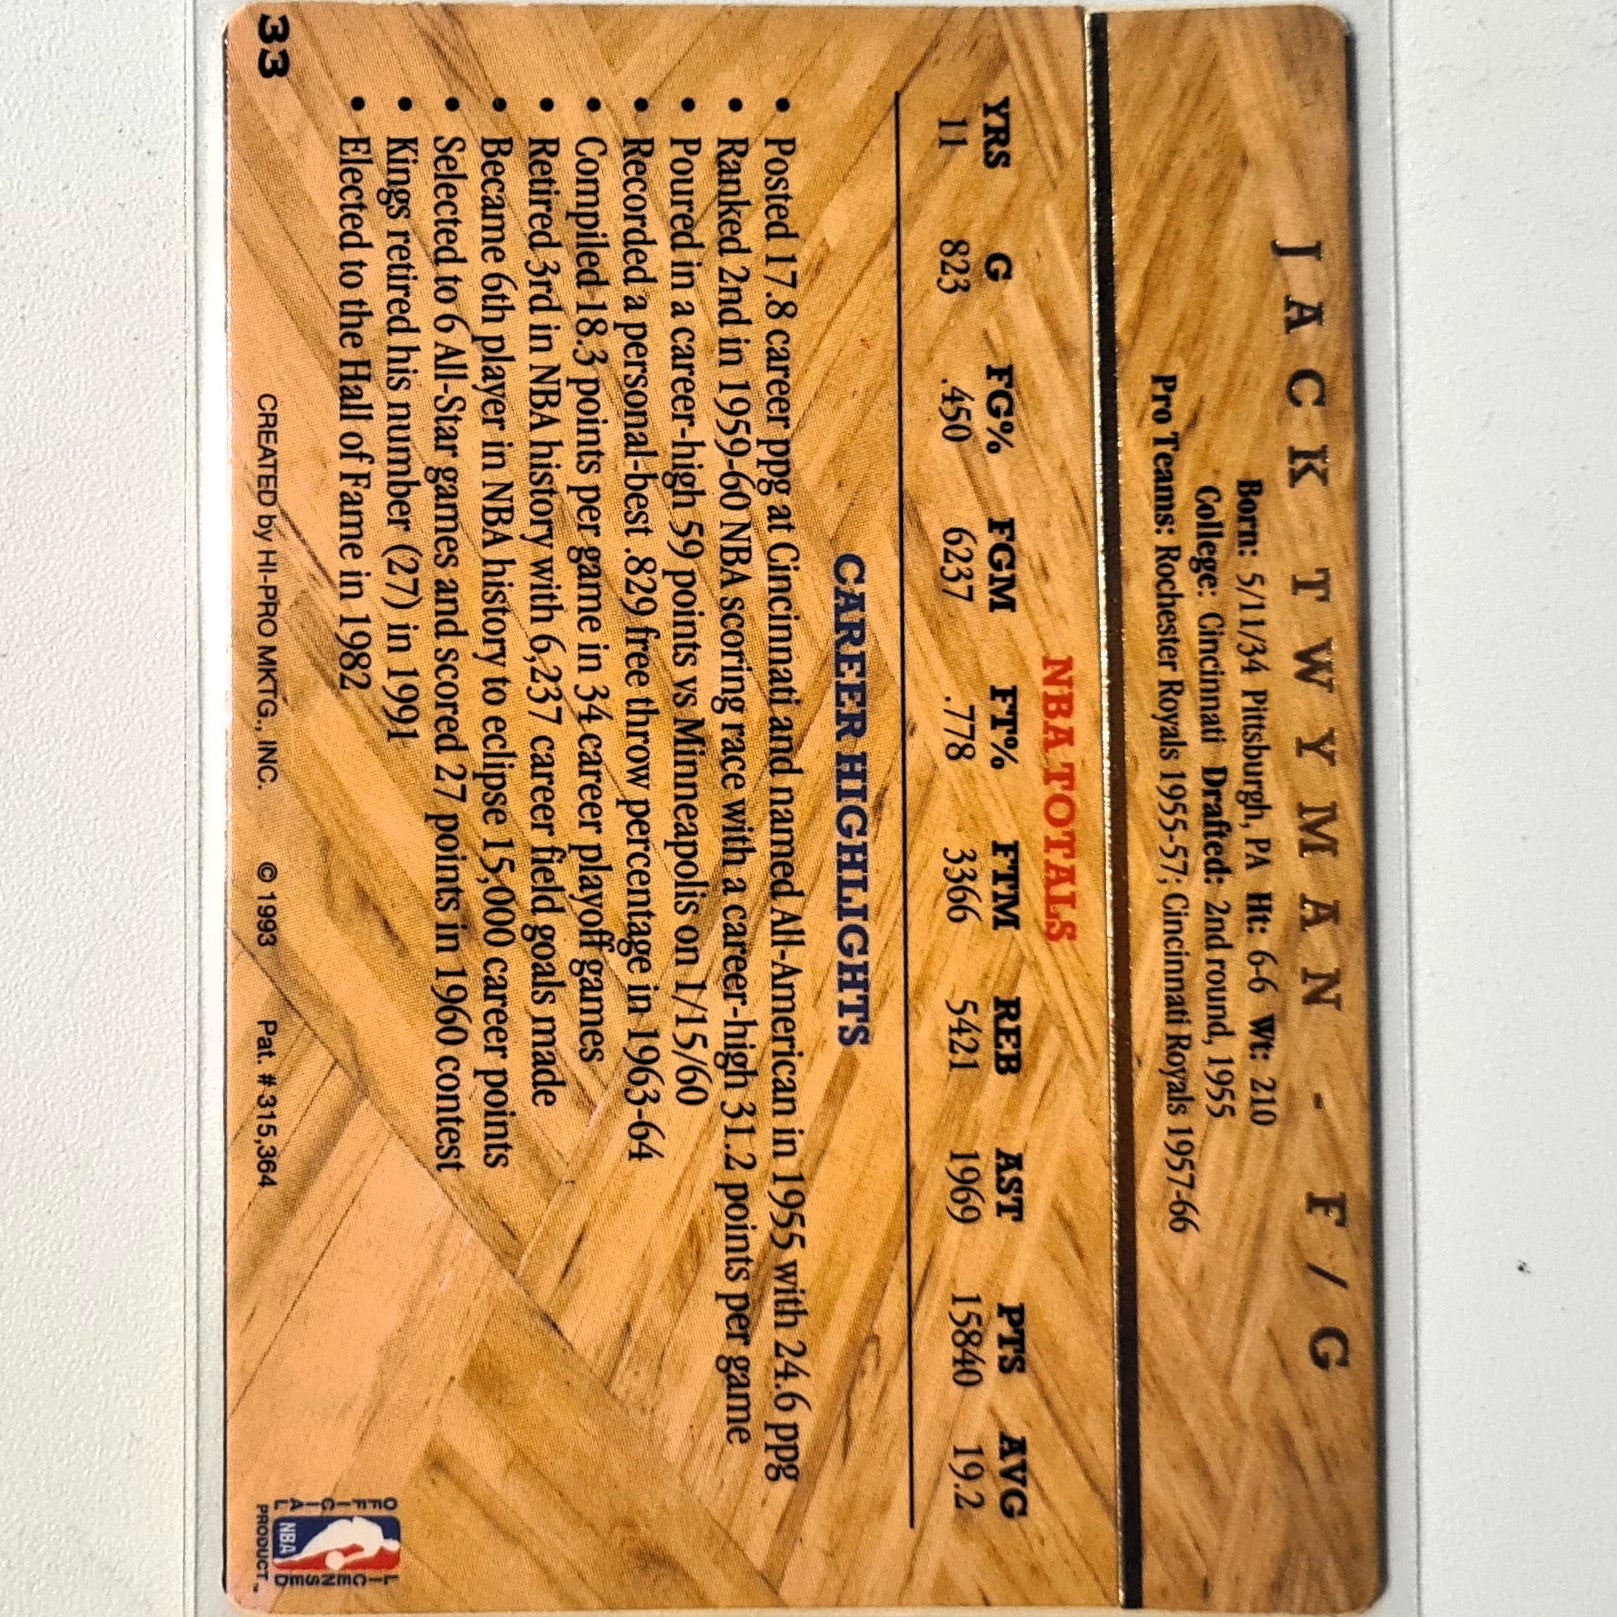 JACK TWYMAN - F/G
Born: 5/11/34 Pittsburgh, PA Ht: 6-6 Wt: 210
College: Cincinnati Drafted: 2nd round, 1955
Pro Teams: Rochester Royals 1955-57; Cincinnati Royals 1957-66
NBA TOTALS
YRS G FG% FGM FT% FTM REB AST PTS AVG
11 823 .450 6237 .778 3366 5421 1969 15840 19.2
CAREER HIGHLIGHTS
• Posted 17.8 career ppg at Cincinnati and named All-American in 1955 with 24.6 ppg
• Ranked 2nd in 1959-60 NBA scoring race with a career-high 31.2 points per game
• Poured in a career-high 59 points vs Minneapolis on 1/15/60
• Recorded a personal-best .829 free throw percentage in 1963-64
• Compiled 18.3 points per game in 34 career playoff games
• Retired 3rd in NBA history with 6,237 career field goals made
• Became 6th player in NBA history to eclipse 15,000 career points
• Selected to 6 All-Star games and scored 27 points in 1960 contest
• Kings retired his number (27) in 1991
• Elected to the Hall of Fame in 1982
33
CREATED by HI-PRO MKTG., INC. © 1993 Pat. #315,364
OFFICIAL
NBA
LICENSED
PRODUCT™